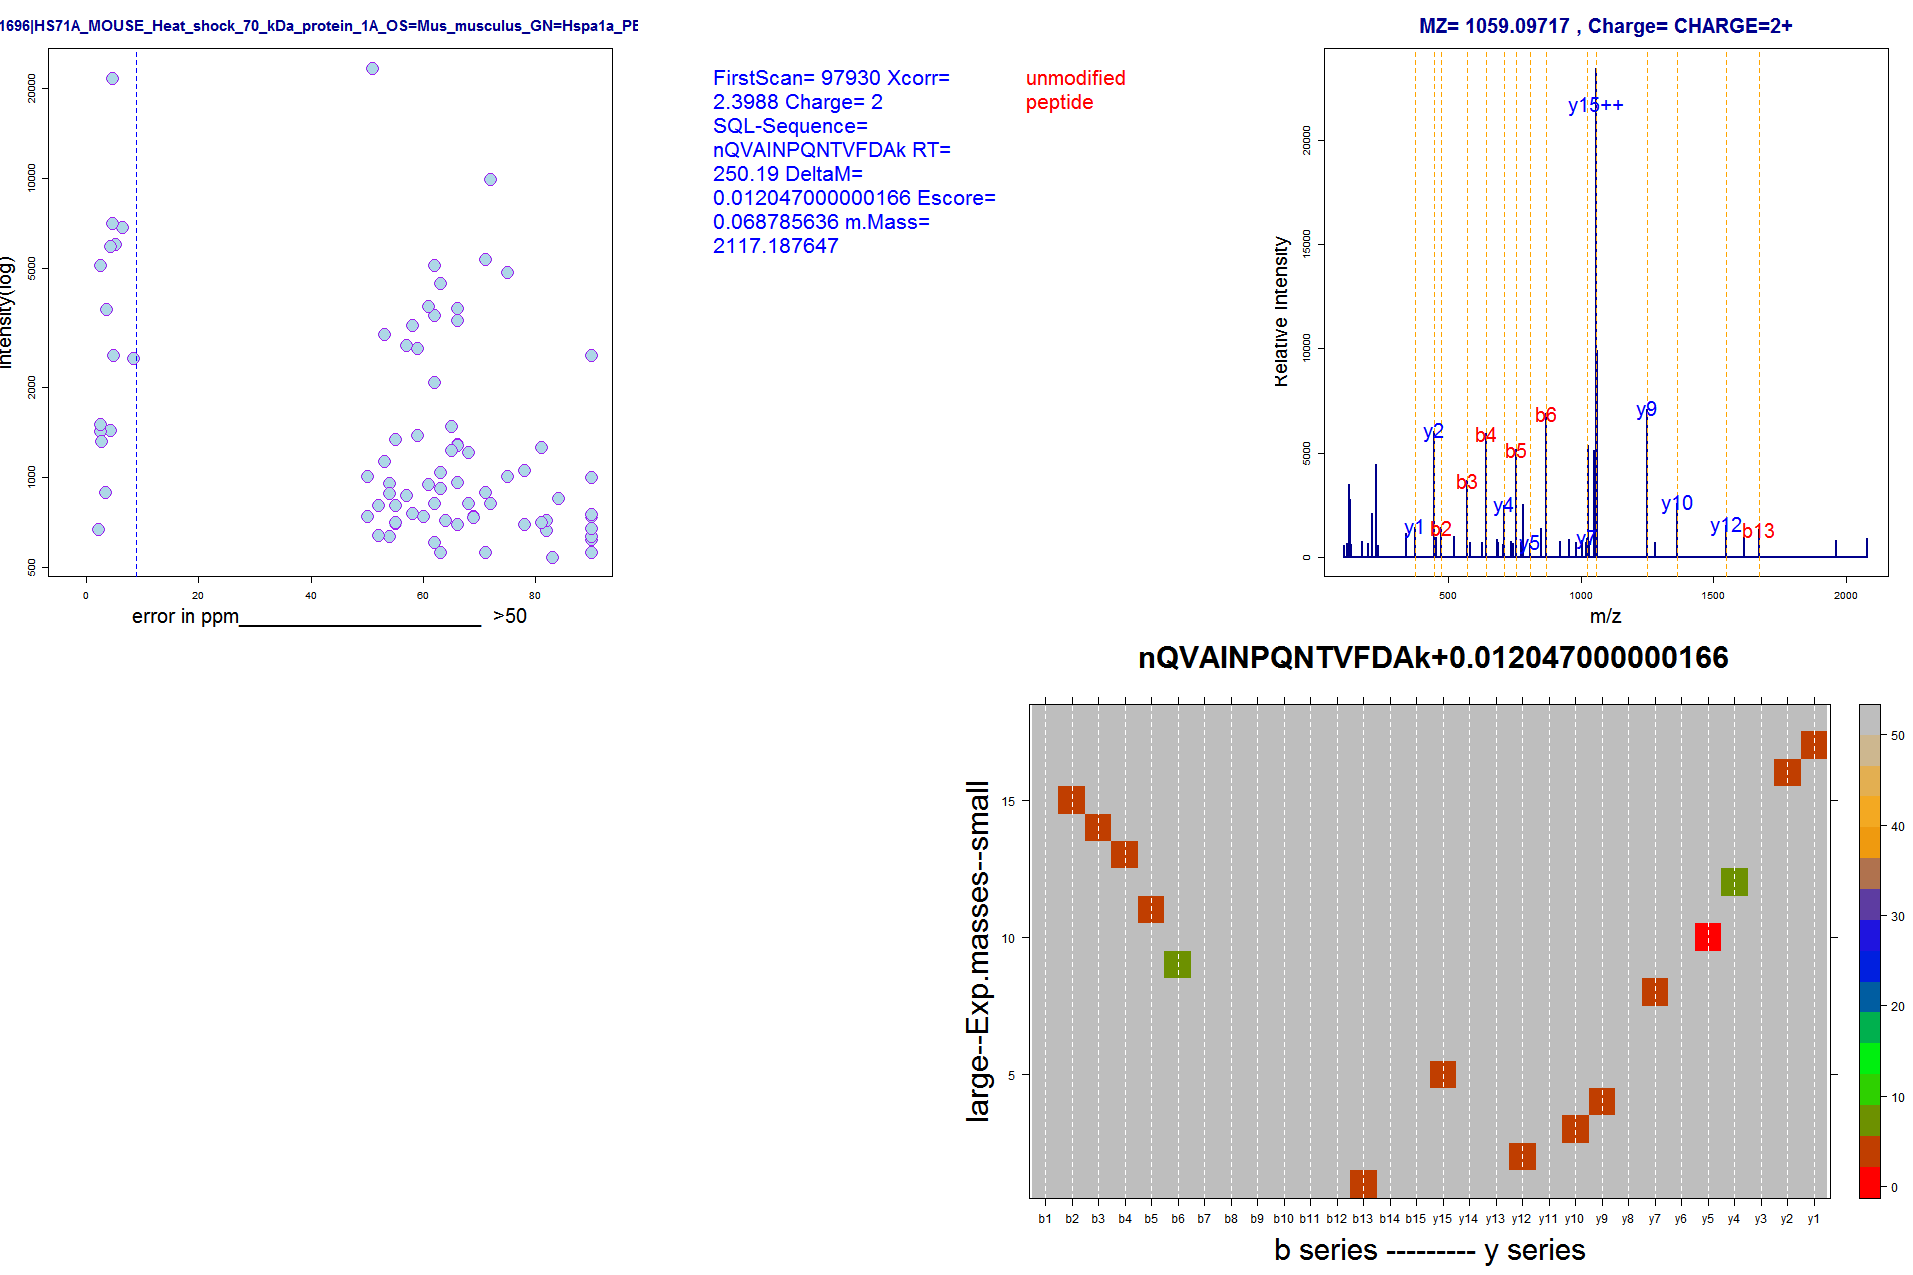 1696|HS71A_MOUSE_Heat_shock_70_kDa_protein_1A_OS=Mus_musculus_GN=Hspa1a_PE
intensity(log)
20000
10000
5000
2000
1000
500
0
20
40
60
80
error in ppm______________________ >50
FirstScan= 97930 Xcorr=
2.3988 Charge= 2
SQL-Sequence=
nQVAINPQNTVFDAk RT=
250.19 DeltaM=
0.012047000000166 Escore=
0.068785636 m.Mass=
2117.187647
unmodified
peptide
MZ= 1059.09717 , Charge= CHARGE=2+
Relative Intensity
20000
15000
10000
5000
0
y15++
y9
b6
y2
b4
b5
b3
y4
y10
y1
b2
y12
b13
y5
y7
500
1000
1500
2000
m/z
nQVAINPQNTVFDAk+0.012047000000166
large--Exp.masses--small
15
10
5
50
40
30
20
10
0
b1 b2 b3 b4 b5 b6 b7 b8 b9 b10 b11 b12 b13 b14 b15 y15 y14 y13 y12 y11 y10 y9 y8 y7 y6 y5 y4 y3 y2 y1
b series --------- y series